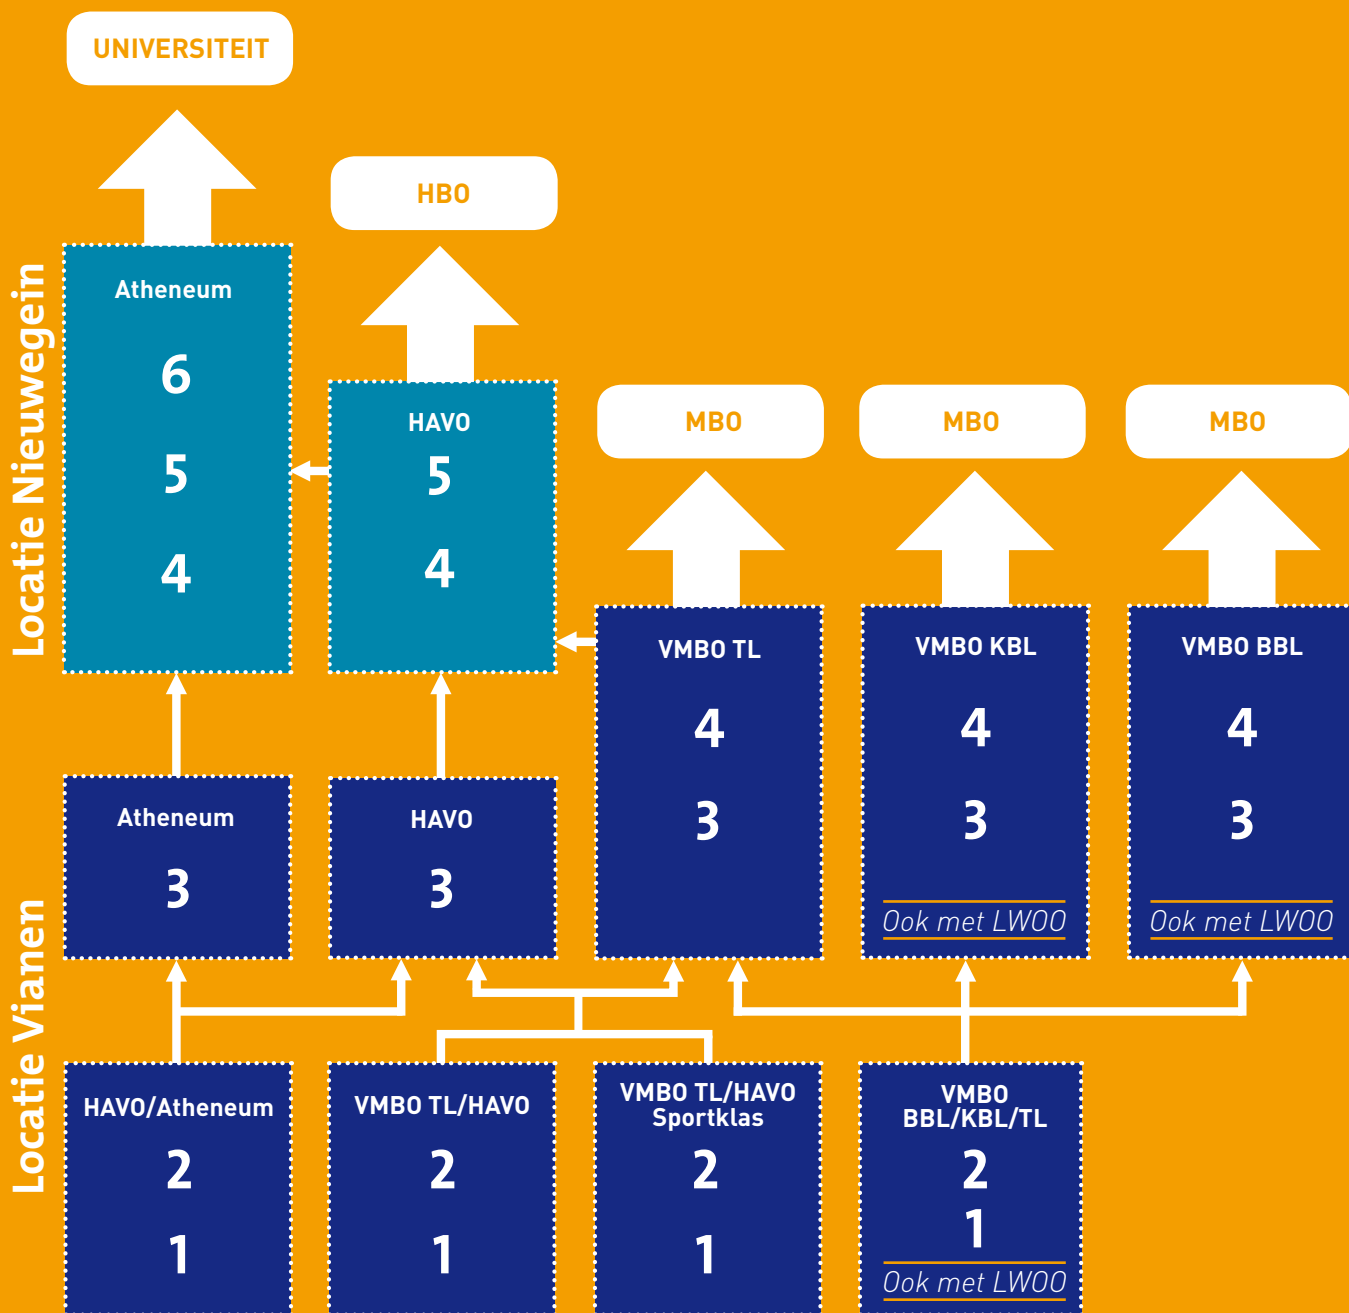 UNIVERSITEIT
HBO
Locatie Nieuwegein
Atheneum
6
5
4
HAVO
5
4
MBO
MBO
MBO
VMBO TL
4
3
VMBO KBL
4
3
Ook met LWOO
VMBO BBL
4
3
Ook met LWOO
Locatie Vianen
Atheneum
3
HAVO
3
HAVO/Atheneum
2
1
VMBO TL/HAVO
2
1
VMBO TL/HAVO
Sportklas
2
1
VMBO
BBL/KBL/TL
2
1
Ook met LWOO